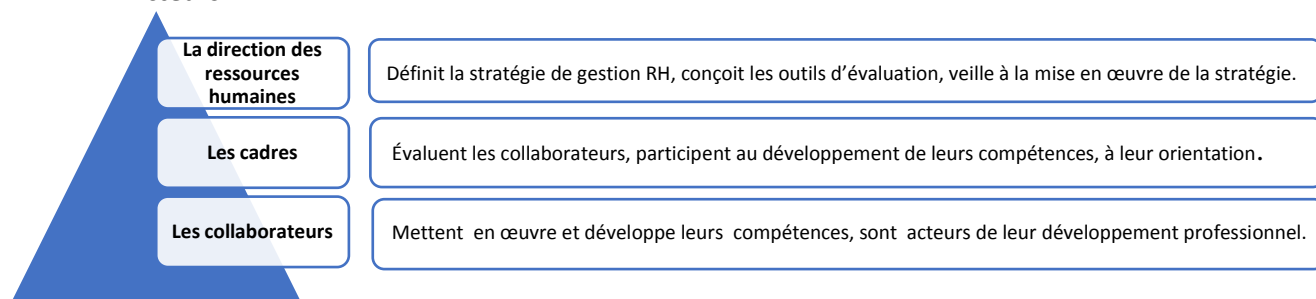 La direction des
ressources
humaines
Définit la stratégie de gestion RH, conçoit les outils d’évaluation, veille à la mise en œuvre de la stratégie.
Les cadres
Évaluent les collaborateurs, participent au développement de leurs compétences, à leur orientation.
Les collaborateurs
Mettent en œuvre et développe leurs compétences, sont acteurs de leur développement professionnel.